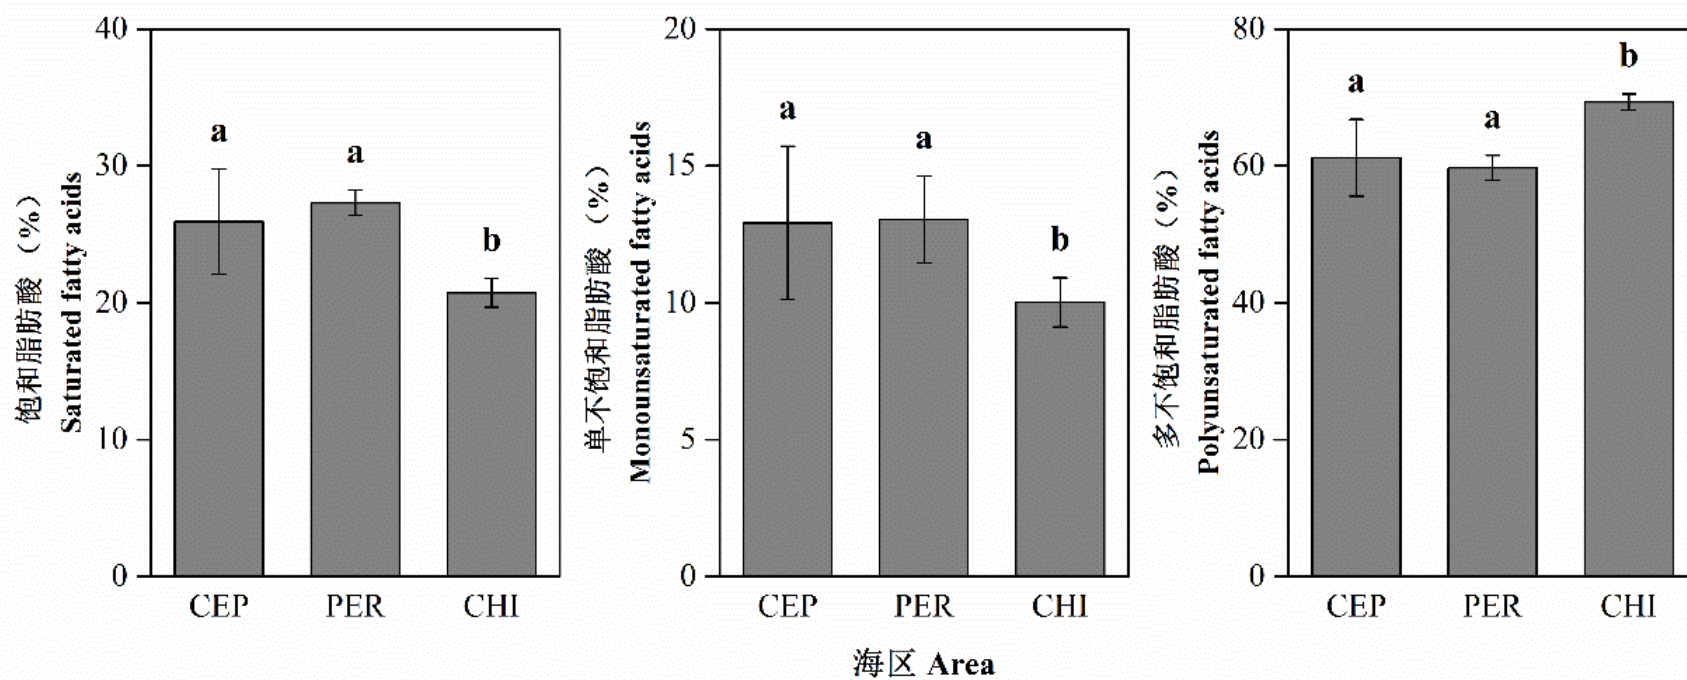 饱和脂肪酸（%）
Saturated fatty acids
40
30
20
10
0
a
a
b
CEP
PER
CHI
单不饱和脂肪酸（%）
Monounsaturated fatty acids
20
15
10
5
0
a
a
b
CEP
PER
CHI
多不饱和脂肪酸（%）
Polyunsaturated fatty acids
80
60
40
20
0
a
a
b
CEP
PER
CHI
海区 Area